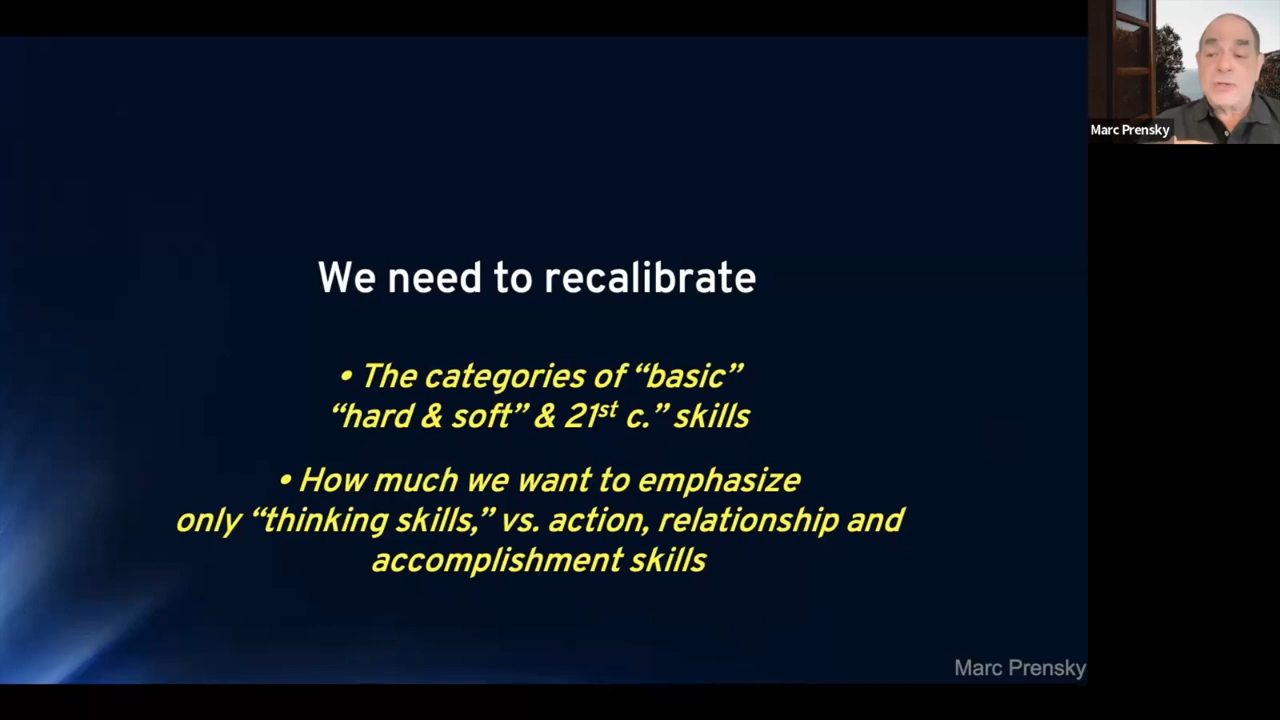 Marc Prensky
We need to recalibrate
• The categories of “basic”
“hard & soft” & 21st c.” skills
• How much we want to emphasize
only “thinking skills,” vs. action, relationship and
accomplishment skills
Marc Prensky